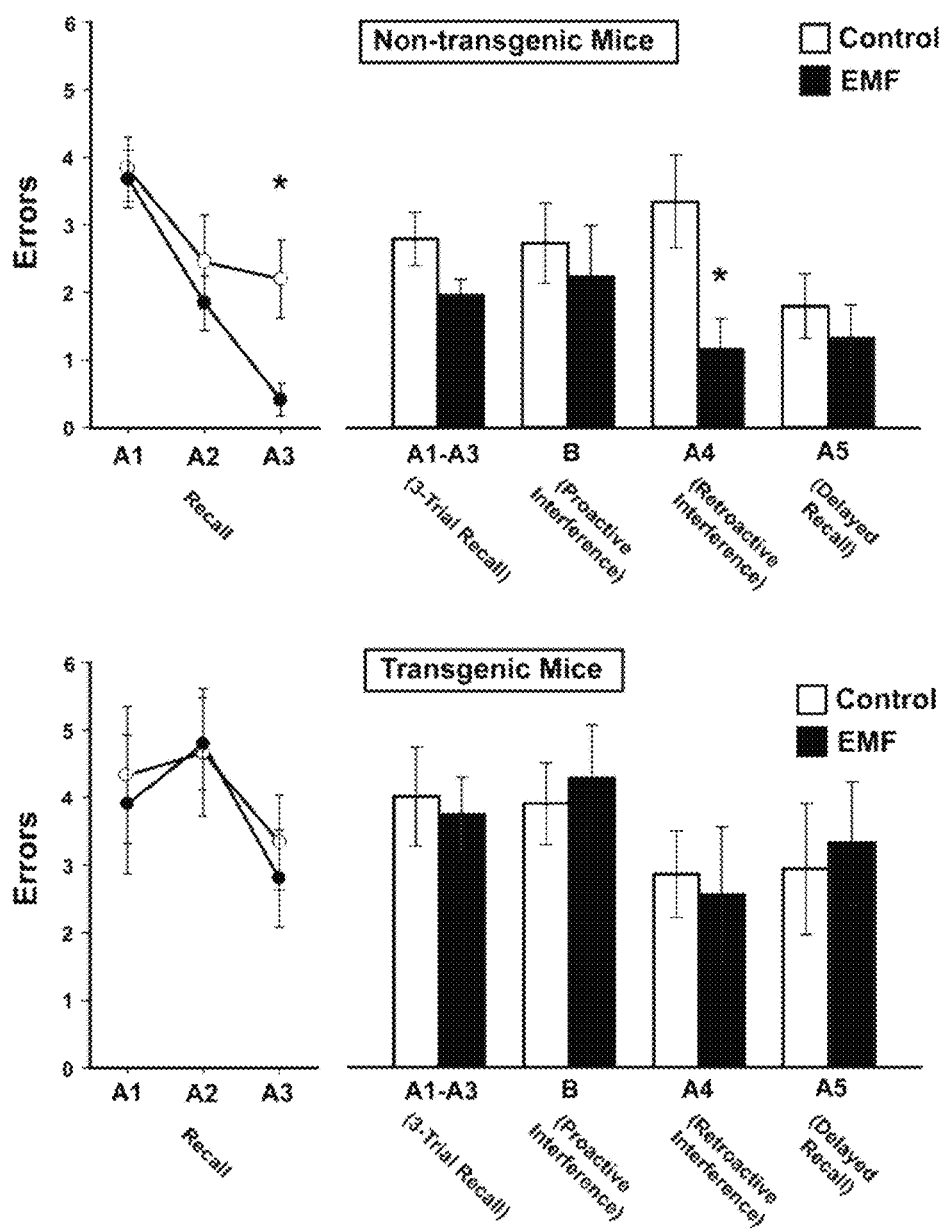 Non-transgenic Mice
Control
EMF
Errors
6
5
4
3
2
1
0
*
*
A1 A2 A3
Recall
A1-A3 B A4 A5
(3-Trial Recall)
(Proactive
Interference)
(Retroactive
Interference)
(Delayed
Recall)
Transgenic Mice
Control
EMF
Errors
6
5
4
3
2
1
0
A1 A2 A3
Recall
A1-A3 B A4 A5
(3-Trial Recall)
(Proactive
Interference)
(Retroactive
Interference)
(Delayed
Recall)